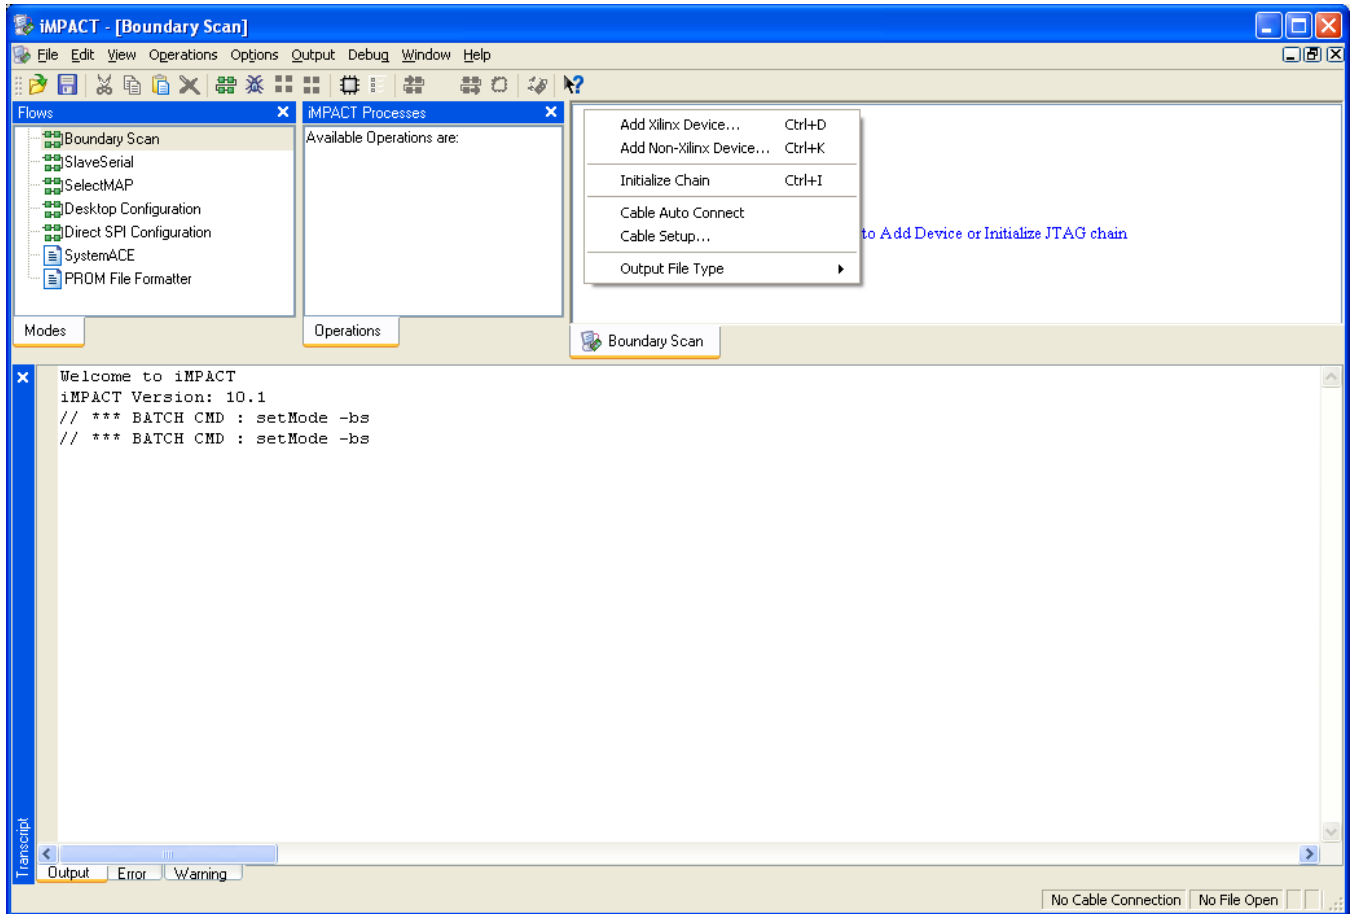 iMPACT - [Boundary Scan]
File Edit View Operations Options Output Debug Window Help
Flows
Boundary Scan
SlaveSerial
SelectMAP
Desktop Configuration
Direct SPI Configuration
SystemACE
PROM File Formatter
Modes
iMPACT Processes
Available Operations are:
Operations
Add Xilinx Device... Ctrl+D
Add Non-Xilinx Device... Ctrl+K
Initialize Chain Ctrl+I
Cable Auto Connect
Cable Setup...
Output File Type
to Add Device or Initialize JTAG chain
Boundary Scan
Welcome to iMPACT
iMPACT Version: 10.1
// *** BATCH CMD : setMode -bs
// *** BATCH CMD : setMode -bs
Transcript
Output Error Warning
No Cable Connection No File Open